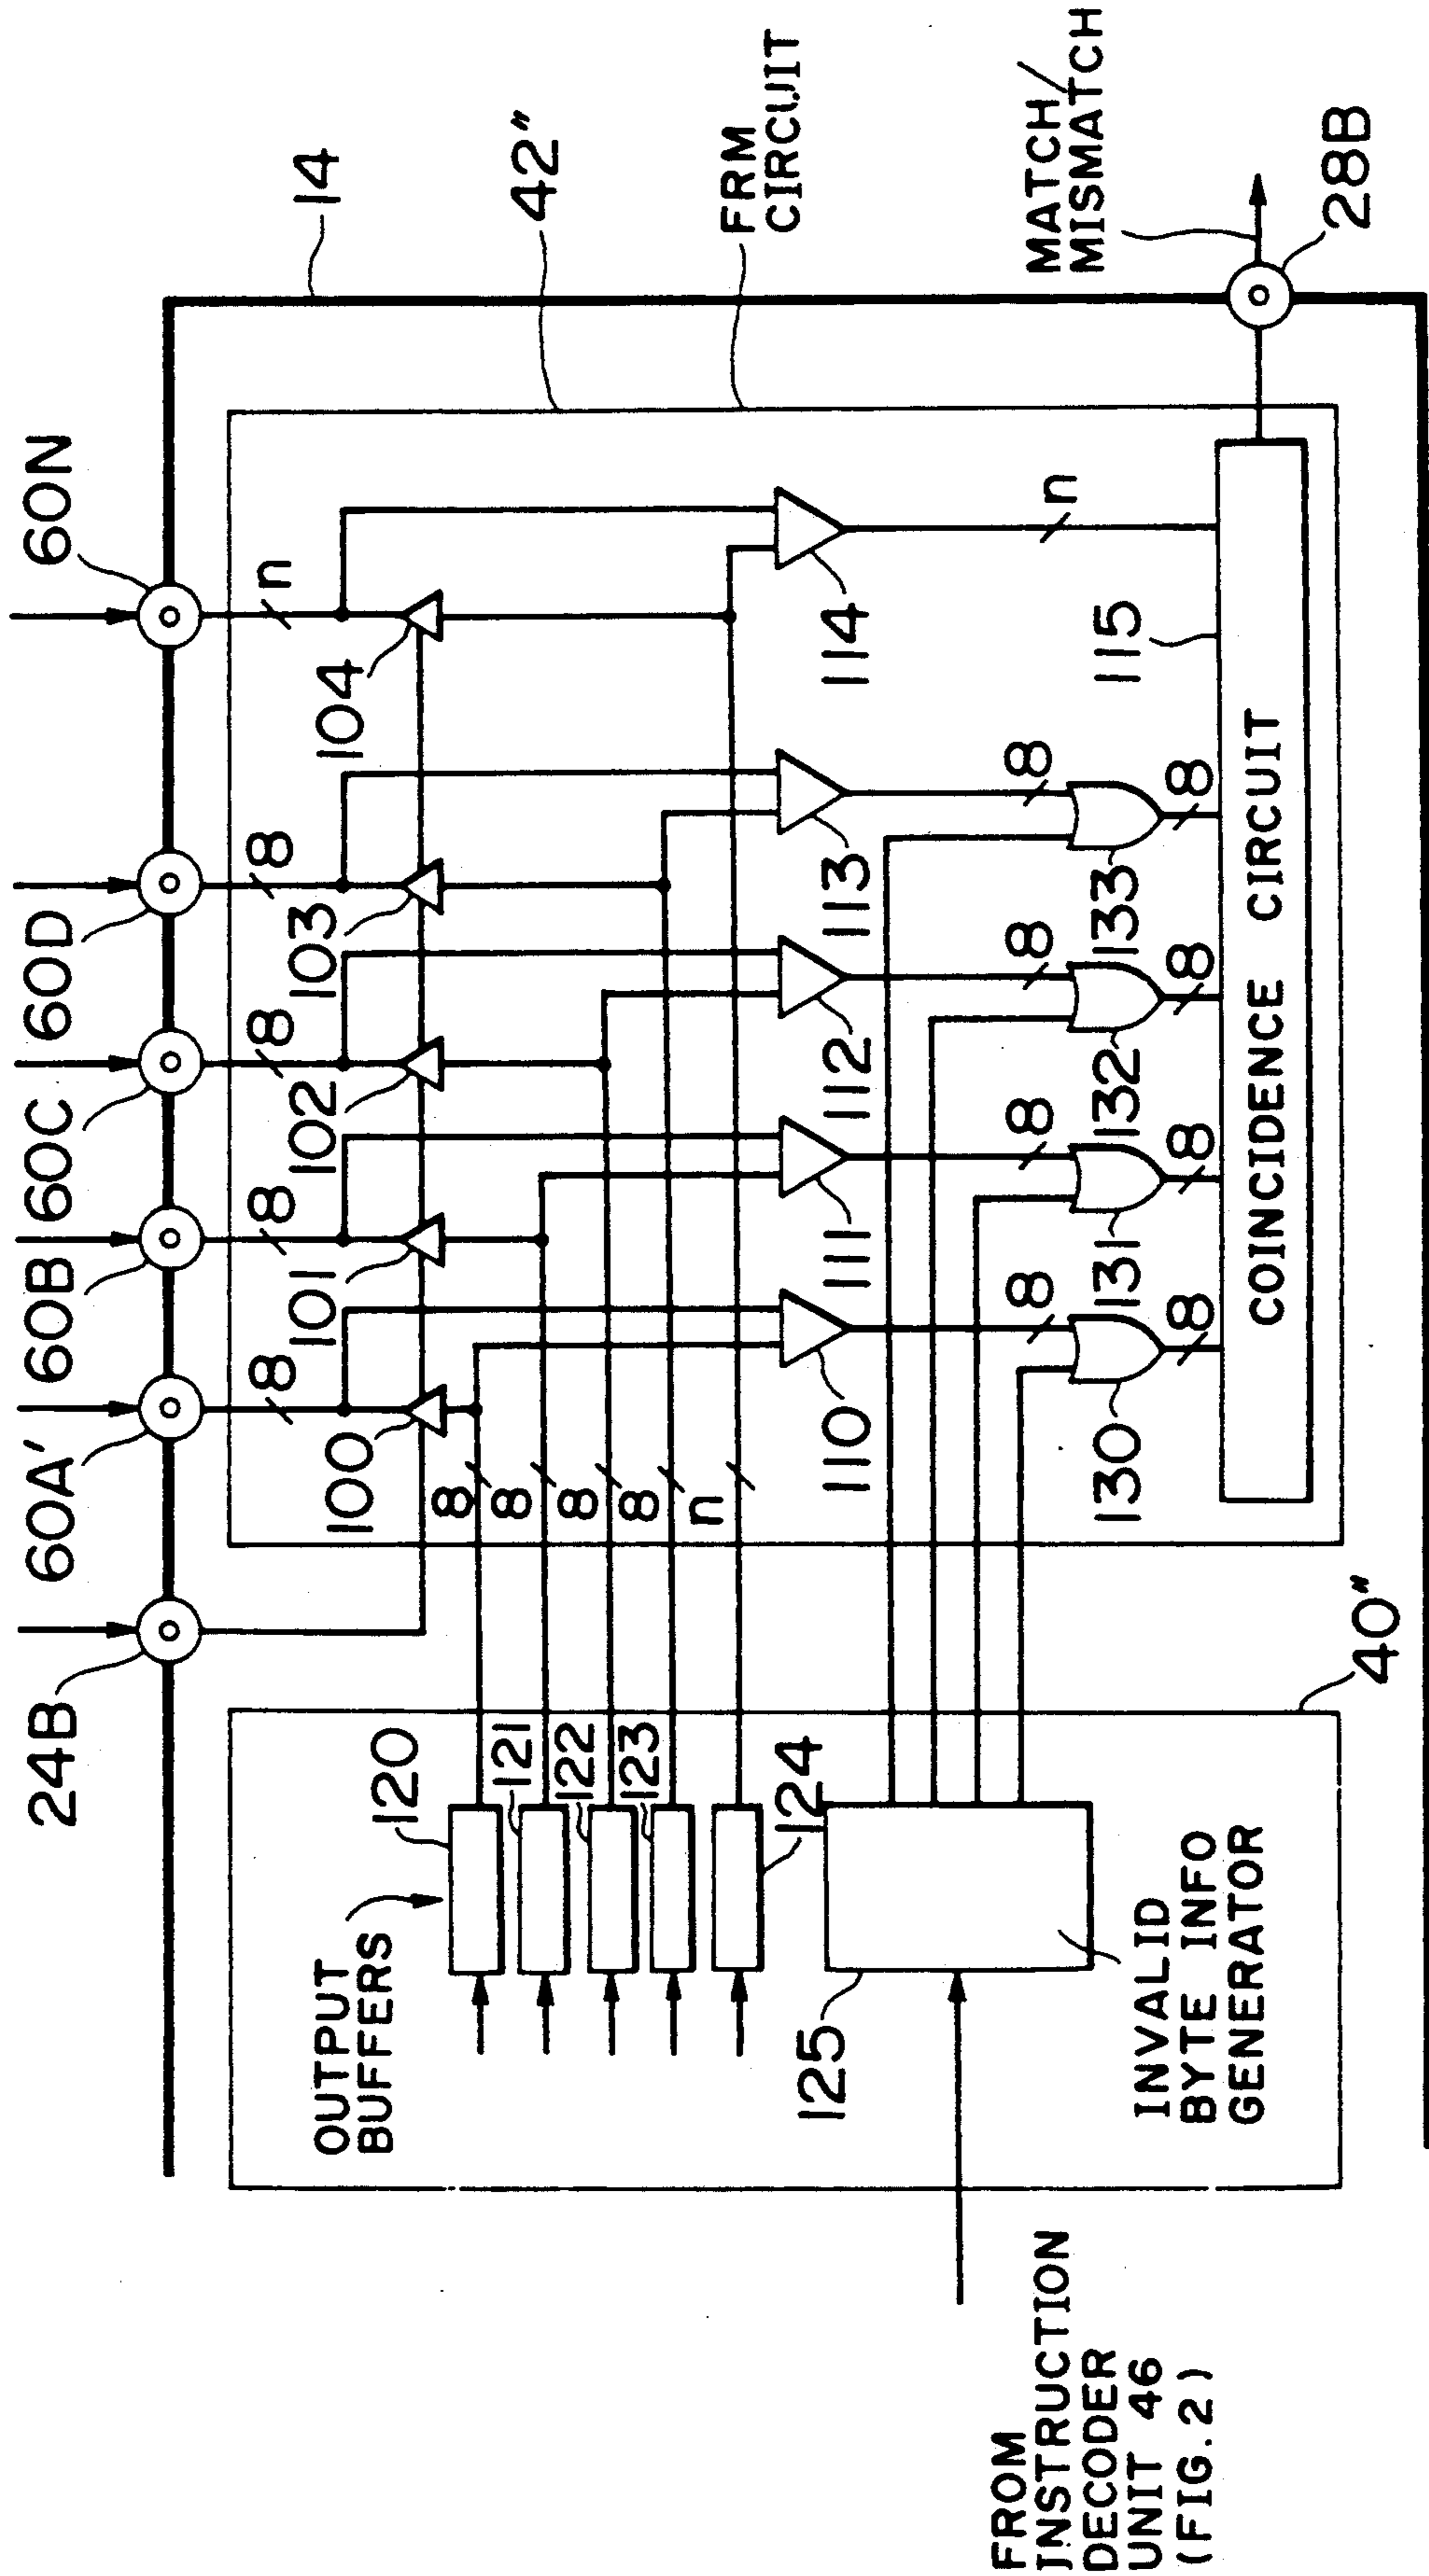 24B
60A'
60B
60C
60D
60N
14
42"
FRM
CIRCUIT
MATCH/
MISMATCH
28B
8
8
8
8
n
100
101
102
103
104
8
8
8
8
n
110
111
112
113
114
8
8
8
8
n
130
131
132
133
115
8
8
8
8
COINCIDENCE CIRCUIT
OUTPUT
BUFFERS
120
121
122
123
124
125
INVALID
BYTE INFO
GENERATOR
40"
FROM
INSTRUCTION
DECODER
UNIT 46
(FIG.2)